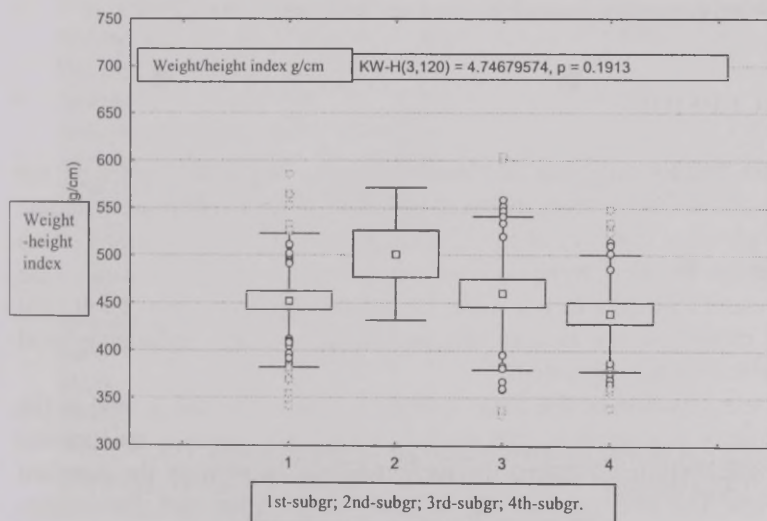 750
700
650
600
550
500
450
400
350
300
Weight/height index g/cm
KW-H(3,120) = 4.74679574, p = 0.1913
g/cm)
Weight
-height
index
1
2
3
4
1st-subgr; 2nd-subgr; 3rd-subgr; 4th-subgr.